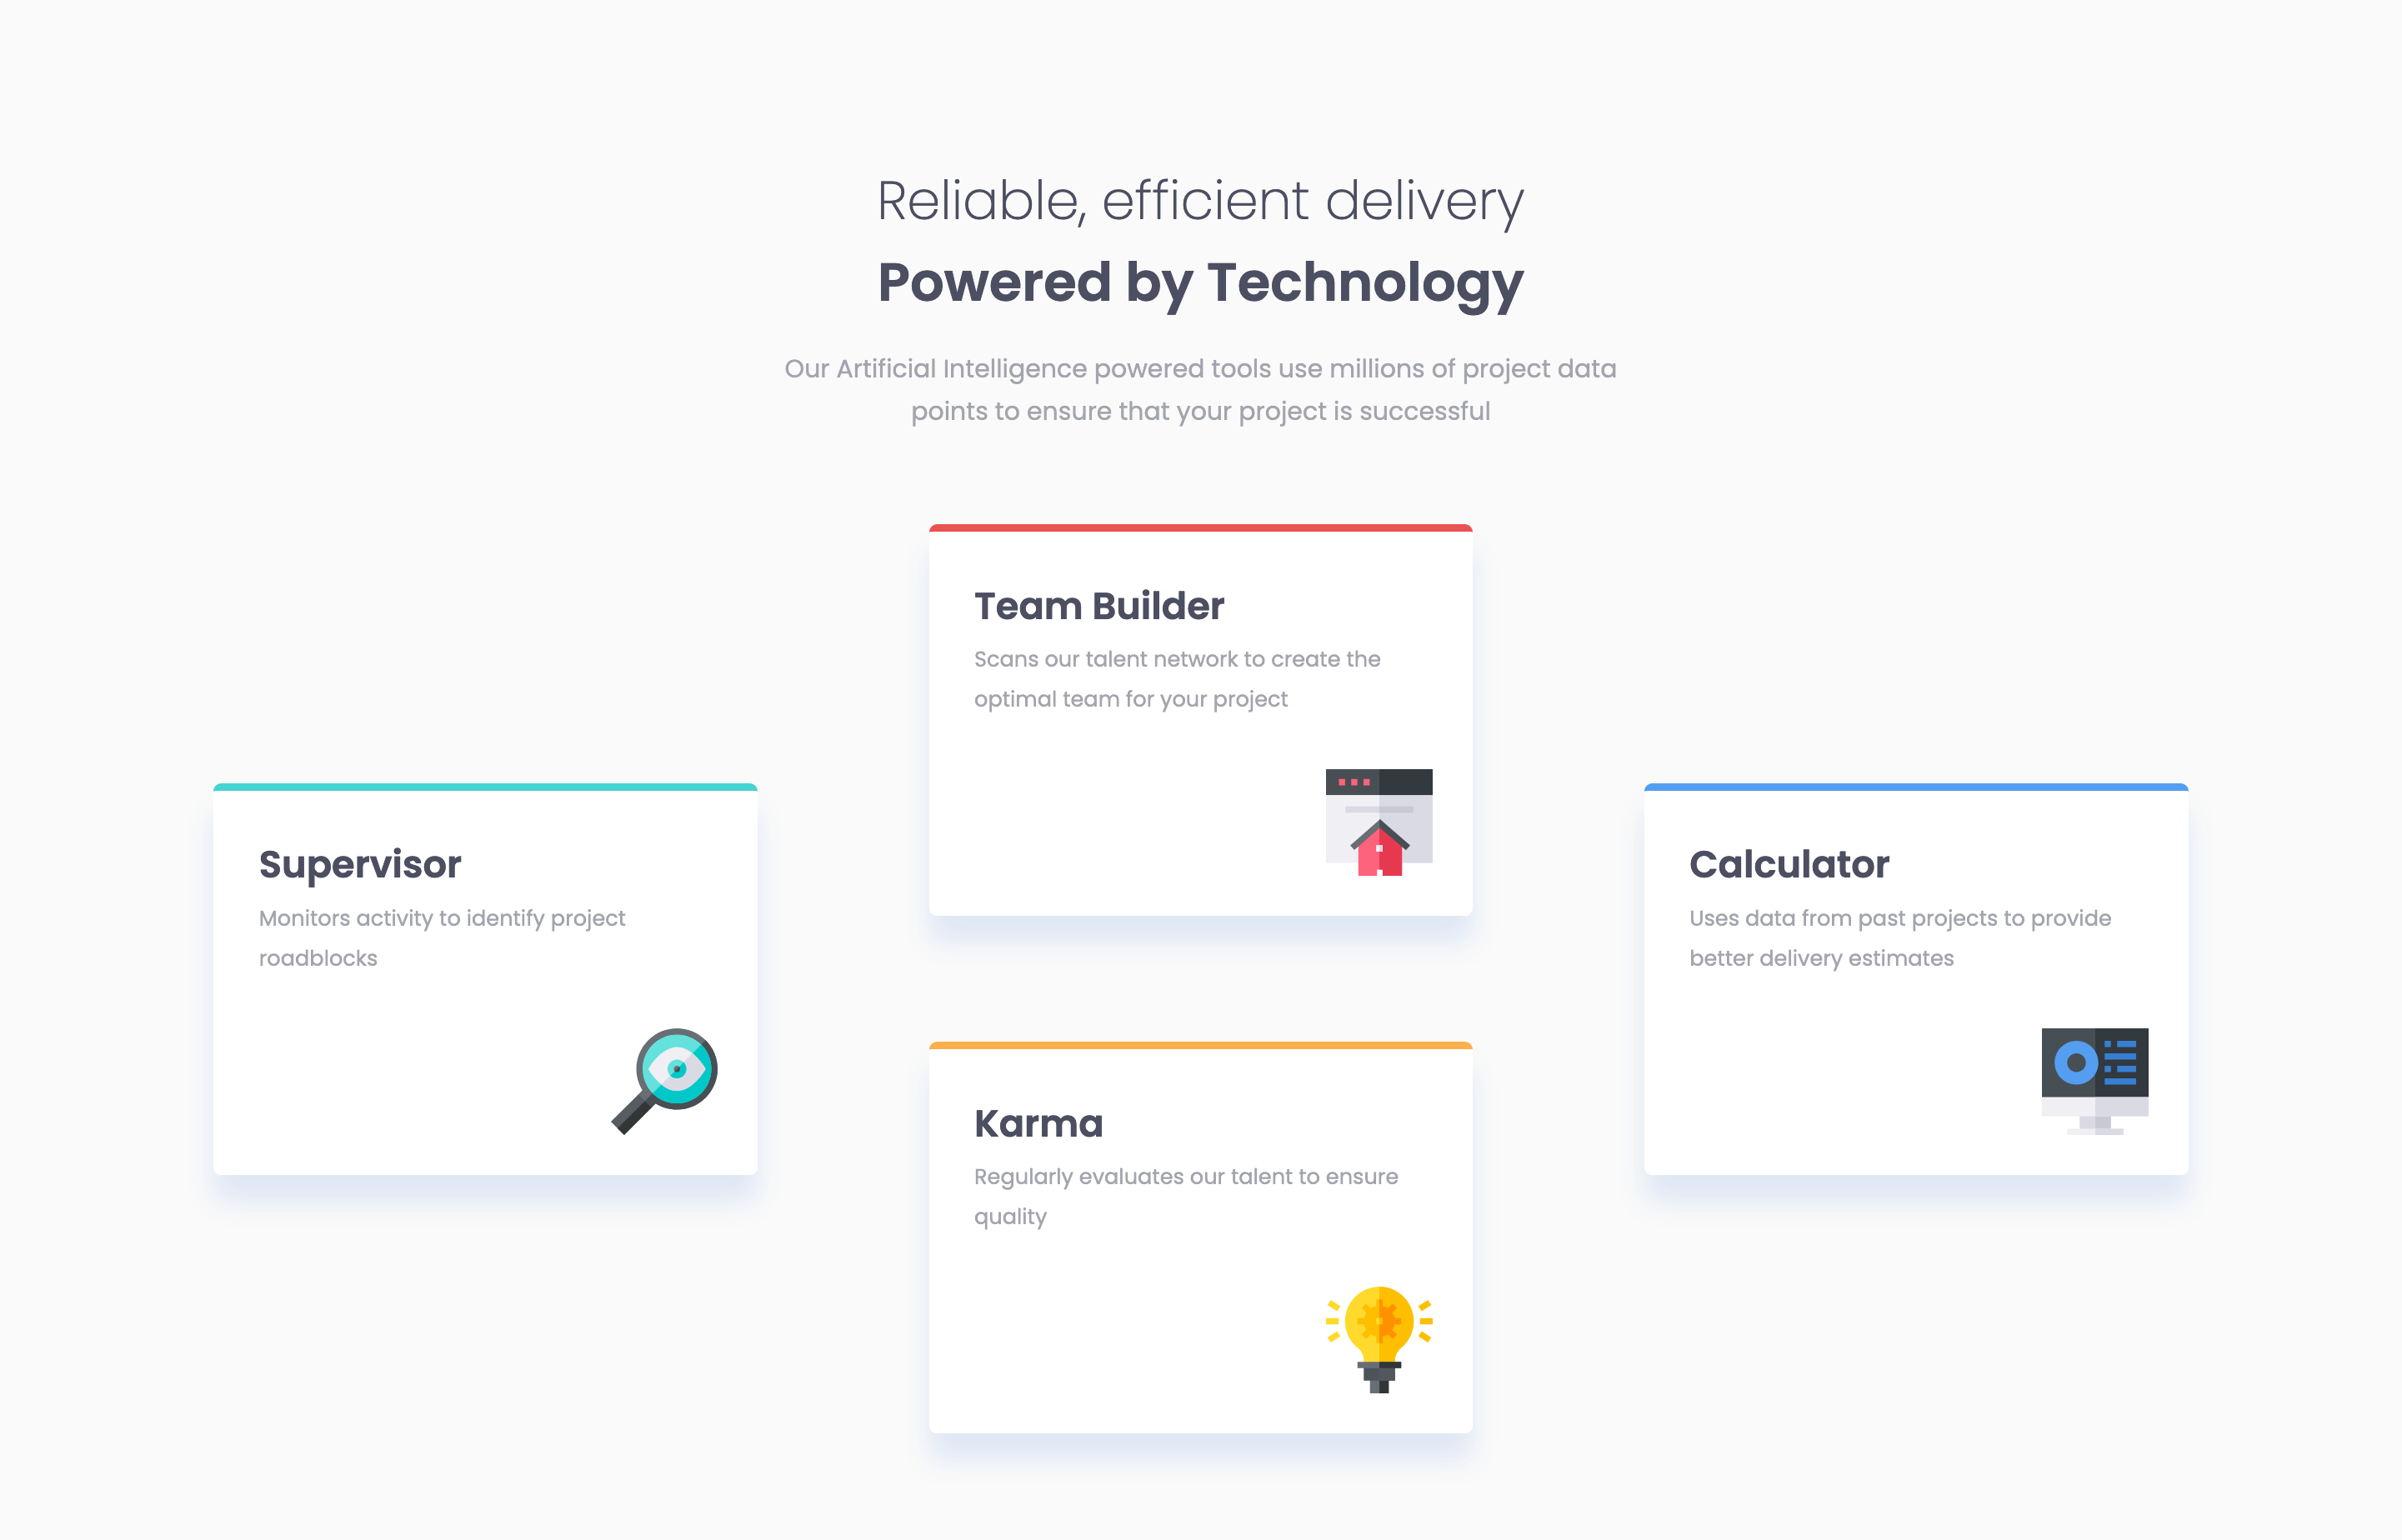 Reliable, efficient delivery
Powered by Technology
Our Artificial Intelligence powered tools use millions of project data
points to ensure that your project is successful
Supervisor
Monitors activity to identify project
roadblocks
Team Builder
Scans our talent network to create the
optimal team for your project
Karma
Regularly evaluates our talent to ensure
quality
Calculator
Uses data from past projects to provide
better delivery estimates